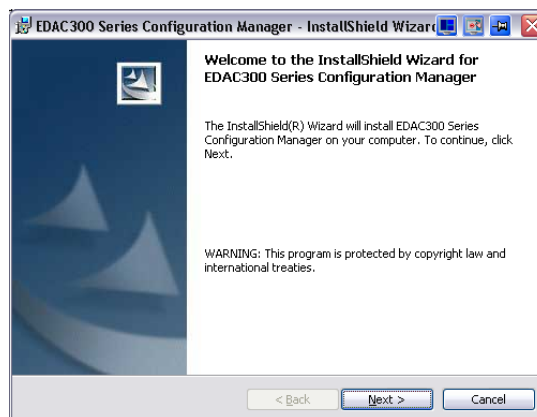 EDAC300 Series Configuration Manager - InstallShield Wizard
Welcome to the InstallShield Wizard for
EDAC300 Series Configuration Manager
The InstallShield(R) Wizard will install EDAC300 Series
Configuration Manager on your computer. To continue, click
Next.
WARNING: This program is protected by copyright law and
international treaties.
< Back
Next >
Cancel